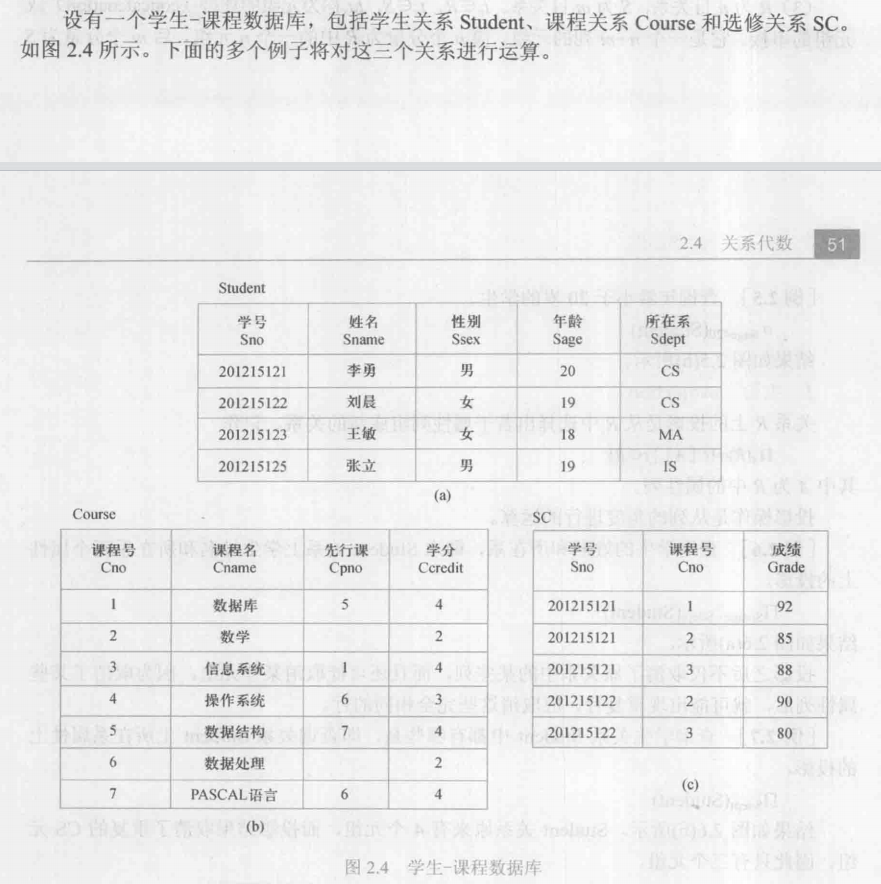 设有一个学生-课程数据库，包括学生关系 Student、课程关系 Course 和选修关系 SC。
如图 2.4 所示。下面的多个例子将对这三个关系进行运算。
2.4 关系代数 51
Student
学号 姓名 性别 年龄 所在系
Sno Sname Ssex Sage Sdept
201215121 李勇 男 20 CS
201215122 刘晨 女 19 CS
201215123 王敏 女 18 MA
201215125 张立 男 19 IS
(a)
Course
课程号 课程名 先行课 学分
Cno Cname Cpno Ccredit
1 数据库 5 4
2 数学 2
3 信息系统 1 4
4 操作系统 6 3
5 数据结构 7 4
6 数据处理 2
7 PASCAL语言 6 4
(b)
SC
学号 课程号 成绩
Sno Cno Grade
201215121 1 92
201215121 2 85
201215121 3 88
201215122 2 90
201215122 3 80
(c)
图 2.4 学生-课程数据库